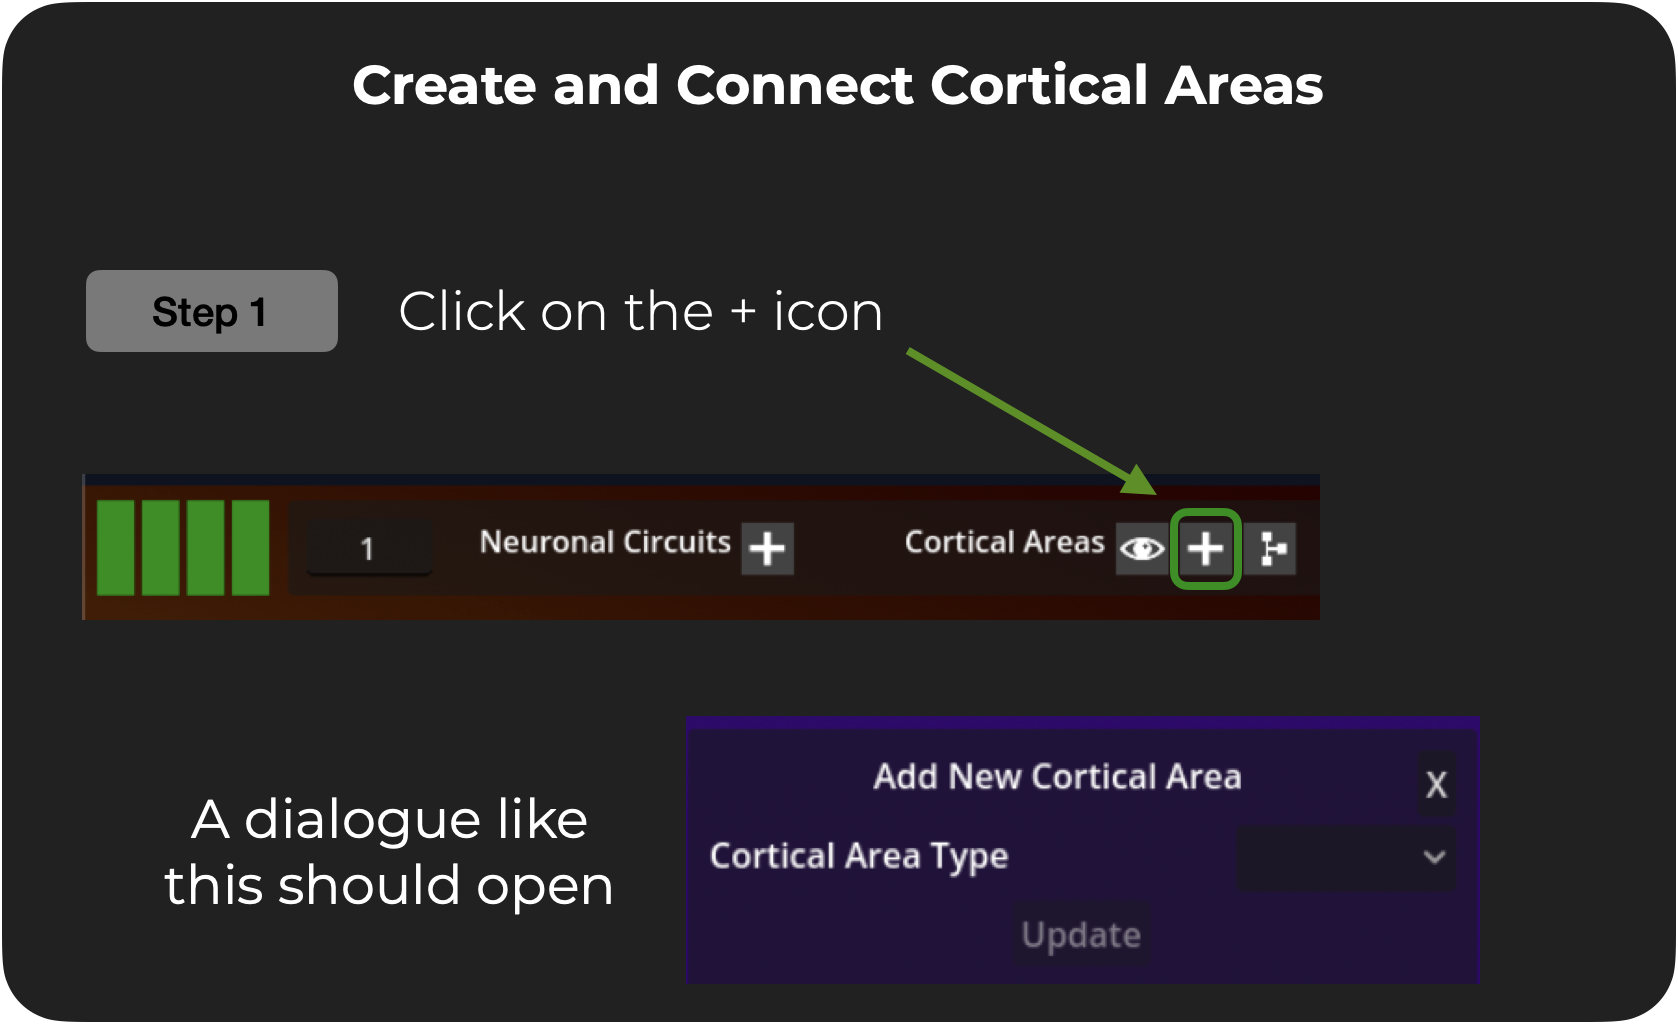 Create and Connect Cortical Areas
Step 1
Click on the + icon
1
Neuronal Circuits
Cortical Areas
Add New Cortical Area
X
A dialogue like
this should open
Cortical Area Type
Update